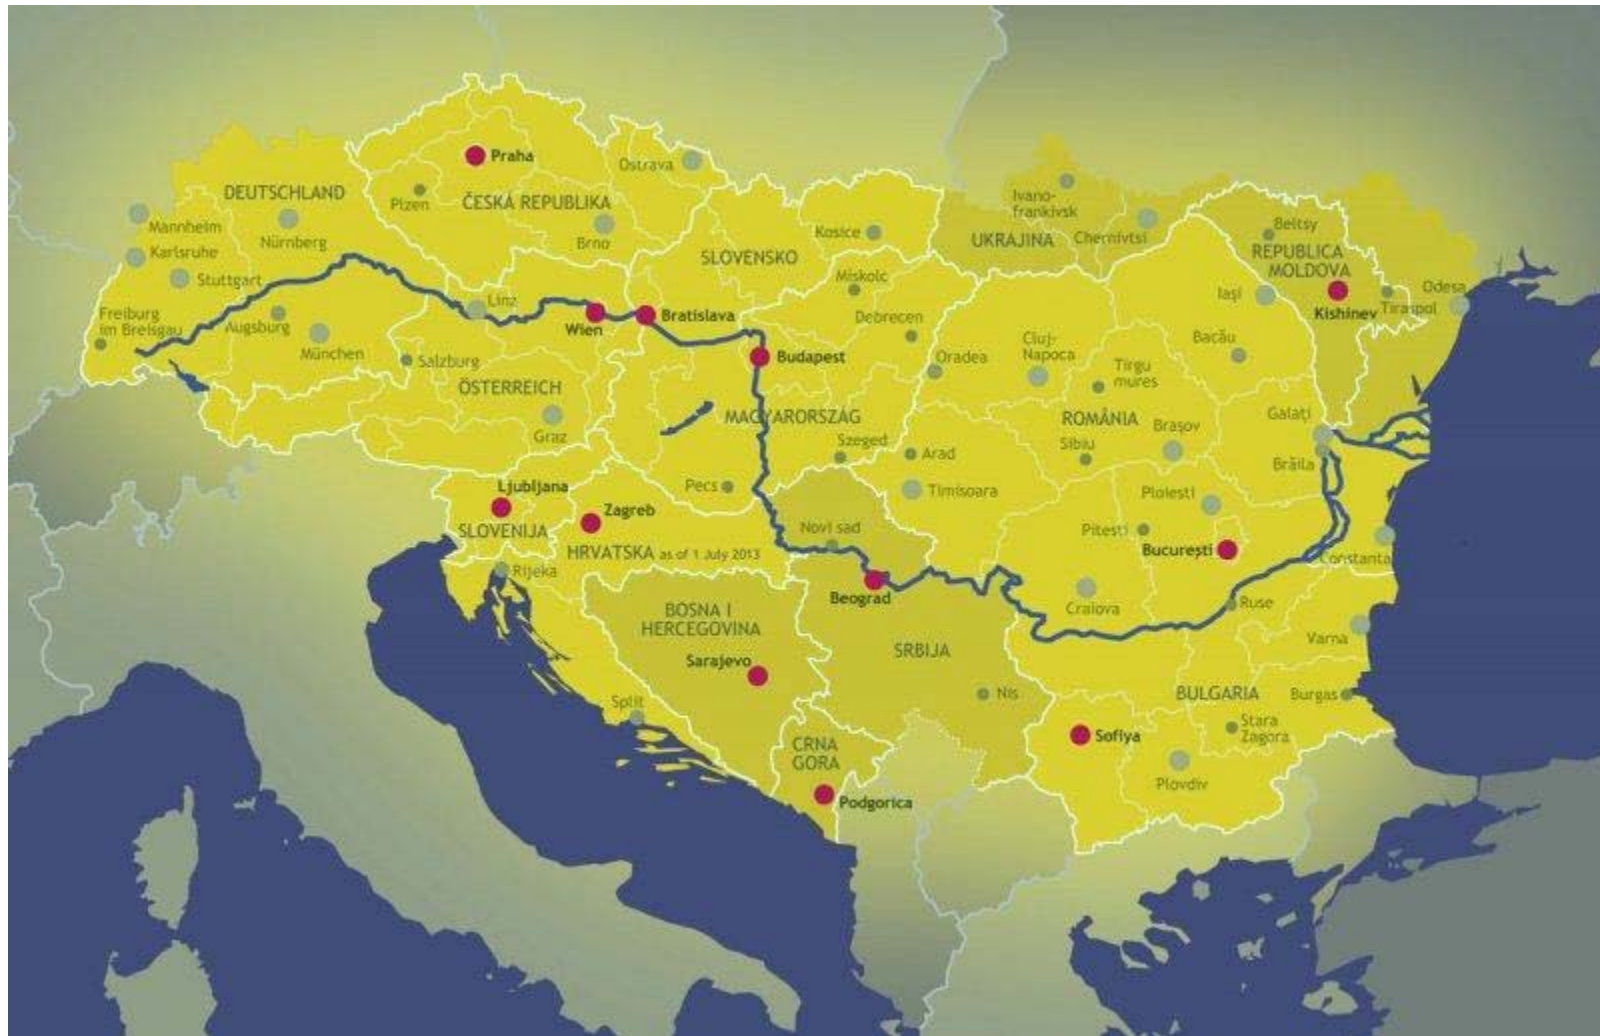 Praha
Ostrava
DEUTSCHLAND
Plzen
ČESKÁ REPUBLIKA
Ivano-
frankivsk
Mannheim
Nürnberg
Brno
Kosice
UKRAJINA
Chernivtsi
Beltsy
REPUBLICA
MOLDOVA
Karlsruhe
Stuttgart
SLOVENSKO
Miskolc
Iaşi
Odesa
Tiraspol
Kishinev
Linz
Freiburg
im Breisgau
Augsburg
Wien
Bratislava
Debrecen
München
Salzburg
Budapest
Oradea
Cluj-
Napoca
Tirgu
mures
Bacău
ÖSTERREICH
Graz
MAGYARORSZÁG
Szeged
ROMÂNIA
Sibiu
Braşov
Galaţi
Brăila
Arad
Ljubljana
Pecs
Timisoara
Ploiesti
Zagreb
SLOVENIJA
HRVATSKA as of 1 July 2013
Novi sad
Pitesti
Bucureşti
Constanta
Rijeka
Beograd
Craiova
Ruse
BOSNA I
HERCEGOVINA
Varna
SRBIJA
Sarajevo
Nis
BULGARIA
Burgas
Split
Stara
Zagora
Sofiya
CRNA
GORA
Plovdiv
Podgorica